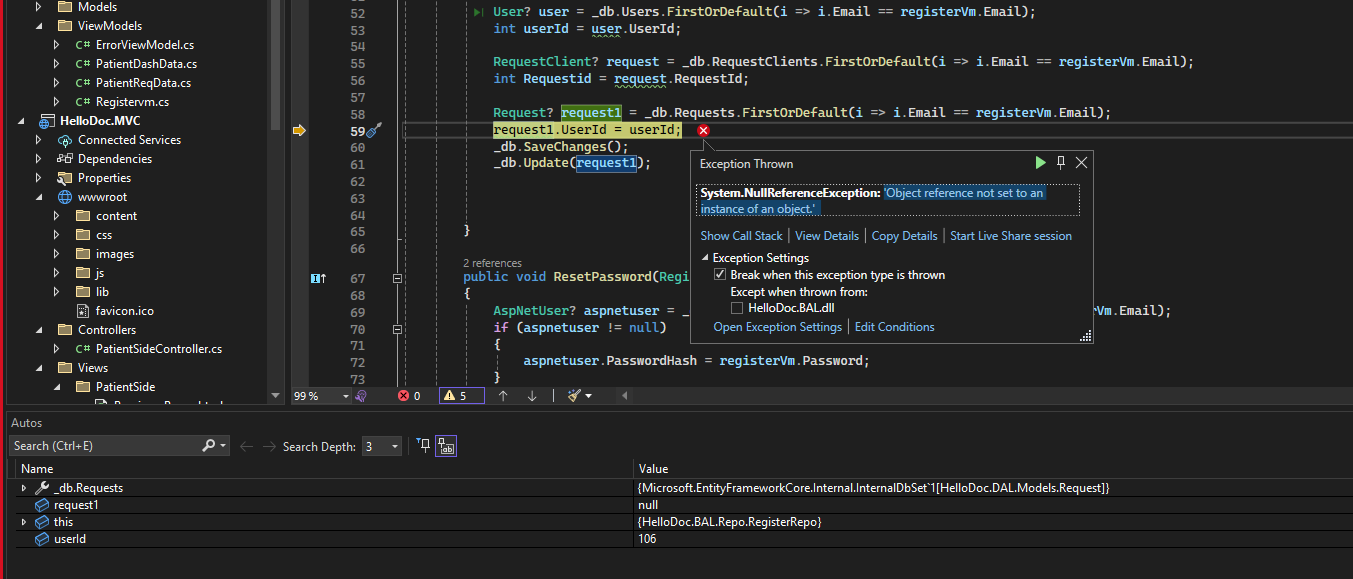 Models
ViewModels
C# ErrorViewModel.cs
C# PatientDashData.cs
C# PatientReqData.cs
C# Registervm.cs
HelloDoc.MVC
Connected Services
Dependencies
Properties
wwwroot
content
css
images
js
lib
favicon.ico
Controllers
C# PatientSideController.cs
Views
PatientSide
52 User? user = _db.Users.FirstOrDefault(i => i.Email == registerVm.Email);
53 int userId = user.UserId;
54
55 RequestClient? request = _db.RequestClients.FirstOrDefault(i => i.Email == registerVm.Email);
56 int Requestid = request.RequestId;
57
58 Request? request1 = _db.Requests.FirstOrDefault(i => i.Email == registerVm.Email);
59 request1.UserId = userId;
60 _db.SaveChanges();
61 _db.Update(request1);
62
63
64
65 }
66
2 references
67 public void ResetPassword(Regi
68 {
69 AspNetUser? aspnetuser = _ rVm.Email);
70 if (aspnetuser != null)
71 {
72 aspnetuser.PasswordHash = registerVm.Password;
73 }
Exception Thrown
System.NullReferenceException: 'Object reference not set to an
instance of an object.'
Show Call Stack | View Details | Copy Details | Start Live Share session
Exception Settings
Break when this exception type is thrown
Except when thrown from:
HelloDoc.BAL.dll
Open Exception Settings | Edit Conditions
99 % 0 5
Autos
Search (Ctrl+E) Search Depth: 3
Name Value
_db.Requests {Microsoft.EntityFrameworkCore.Internal.InternalDbSet`1[HelloDoc.DAL.Models.Request]}
request1 null
this {HelloDoc.BAL.Repo.RegisterRepo}
userId 106